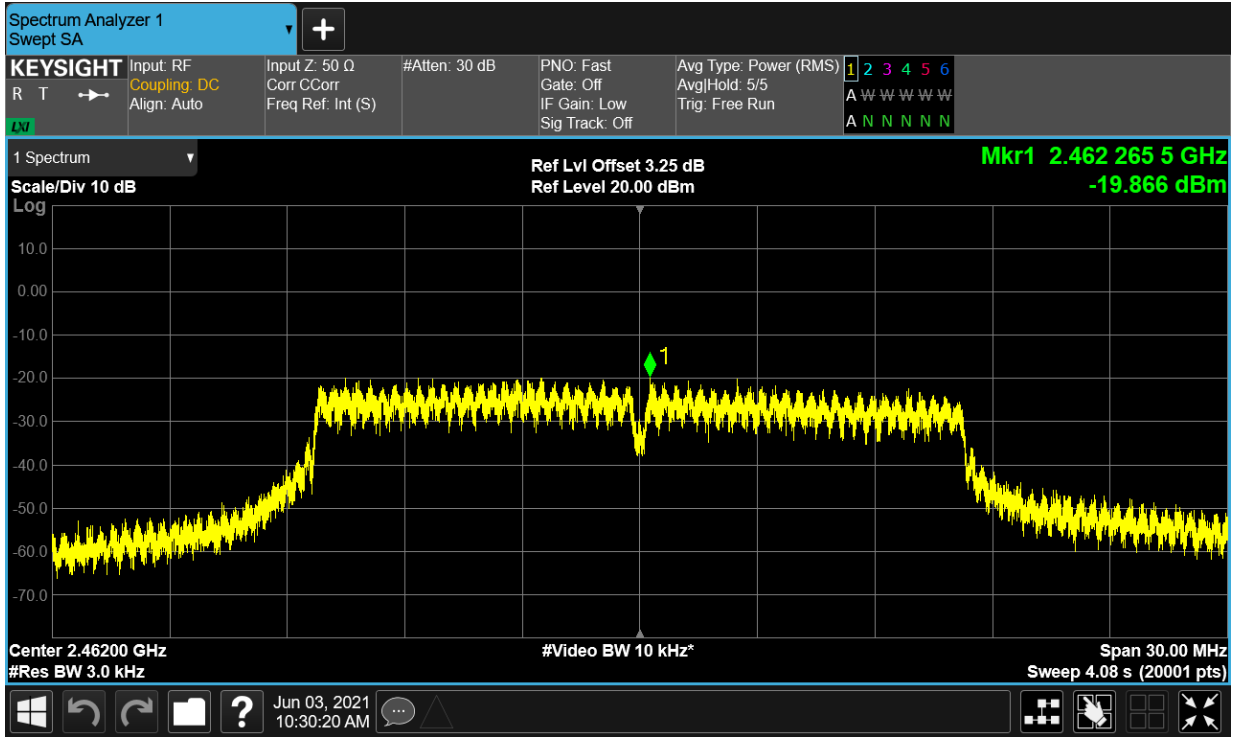 Spectrum Analyzer 1
Swept SA
▼
+
KEYSIGHT
R T
LXI
Input: RF
Coupling: DC
Align: Auto
Input Z: 50 Ω
Corr CCorr
Freq Ref: Int (S)
#Atten: 30 dB
PNO: Fast
Gate: Off
IF Gain: Low
Sig Track: Off
Avg Type: Power (RMS)
Avg|Hold: 5/5
Trig: Free Run
1 2 3 4 5 6
A W W W W W
A N N N N N
1 Spectrum ▼
Scale/Div 10 dB
Log
Ref Lvl Offset 3.25 dB
Ref Level 20.00 dBm
Mkr1 2.462 265 5 GHz
-19.866 dBm
10.0
0.00
-10.0
-20.0
-30.0
-40.0
-50.0
-60.0
-70.0
1
Center 2.46200 GHz
#Res BW 3.0 kHz
#Video BW 10 kHz*
Span 30.00 MHz
Sweep 4.08 s (20001 pts)
?
Jun 03, 2021
10:30:20 AM